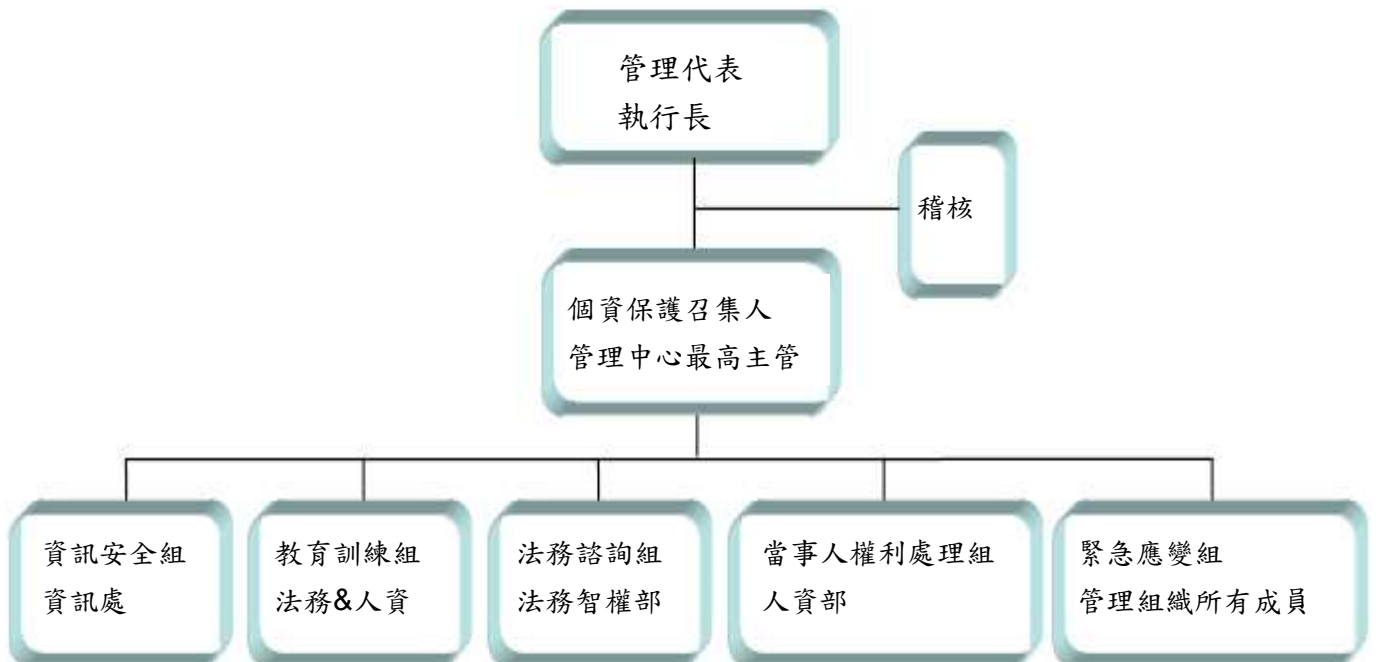 管理代表
執行長
稽核
個資保護召集人
管理中心最高主管
資訊安全組
資訊處
教育訓練組
法務&人資
法務諮詢組
法務智權部
當事人權利處理組
人資部
緊急應變組
管理組織所有成員